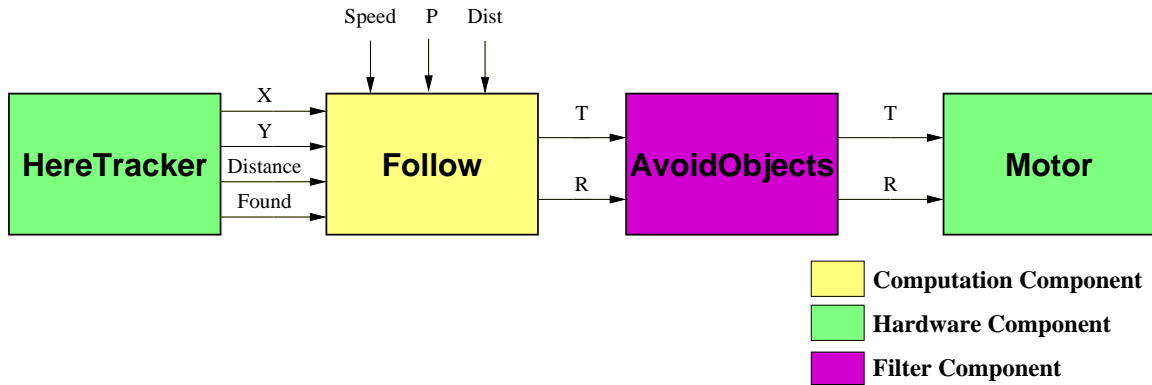 Speed P Dist
X
Y
Distance
Found
HereTracker
Follow
T
R
AvoidObjects
T
R
Motor
Computation Component
Hardware Component
Filter Component